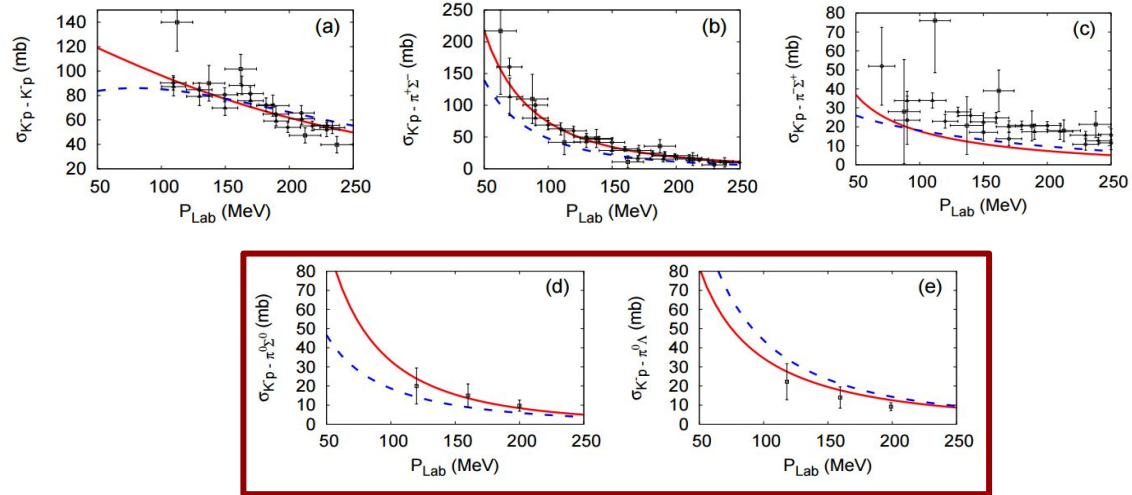 (a)
σK⁻p - K⁻p (mb)
140
120
100
80
60
40
20
50 100 150 200 250
PLab (MeV)
(b)
σK⁻p - π⁺Σ⁻ (mb)
250
200
150
100
50
0
50 100 150 200 250
PLab (MeV)
(c)
σK⁻p - π⁻Σ⁺ (mb)
80
70
60
50
40
30
20
10
0
50 100 150 200 250
PLab (MeV)
(d)
σK⁻p - π⁰Σ⁰ (mb)
80
70
60
50
40
30
20
10
0
50 100 150 200 250
PLab (MeV)
(e)
σK⁻p - π⁰Λ (mb)
80
70
60
50
40
30
20
10
0
50 100 150 200 250
PLab (MeV)